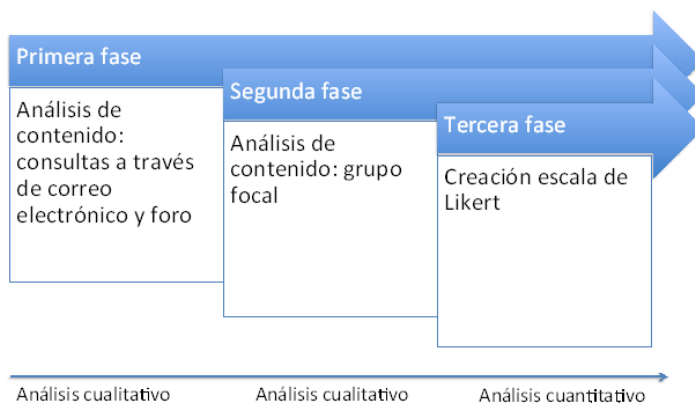 Primera fase
Análisis de
contenido:
consultas a través
de correo
electrónico y foro
Segunda fase
Análisis de
contenido: grupo
focal
Tercera fase
Creación escala de
Likert
Análisis cualitativo
Análisis cualitativo
Análisis cuantitativo